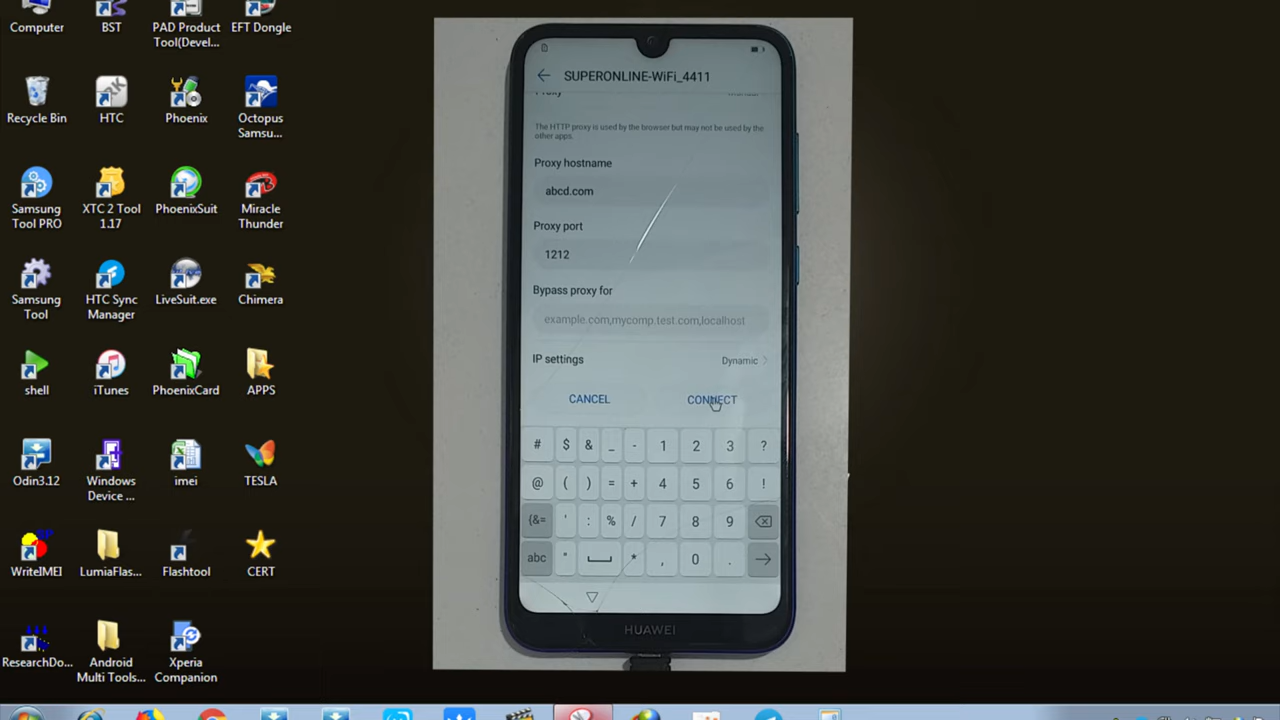 Computer
BST
PAD Product
Tool(Devel...
EFT Dongle
Recycle Bin
HTC
Phoenix
Octopus
Samsu...
Samsung
Tool PRO
XTC 2 Tool
1.17
PhoenixSuit
Miracle
Thunder
Samsung
Tool
HTC Sync
Manager
LiveSuit.exe
Chimera
shell
iTunes
PhoenixCard
APPS
Odin3.12
Windows
Device ...
imei
TESLA
WriteIMEI
LumiaFlas...
Flashtool
CERT
ResearchDo...
Android
Multi Tools...
Xperia
Companion
SUPERONLINE-WiFi_4411
Proxy
The HTTP proxy is used by the browser but may not be used by the
other apps.
Proxy hostname
abcd.com
Proxy port
1212
Bypass proxy for
example.com,mycomp.test.com,localhost
IP settings
Dynamic
CANCEL
CONNECT
# $ & _ - 1 2 3 ?
@ ( ) = + 4 5 6 !
{&= ' : % / 7 8 9
abc " * , 0 .
HUAWEI